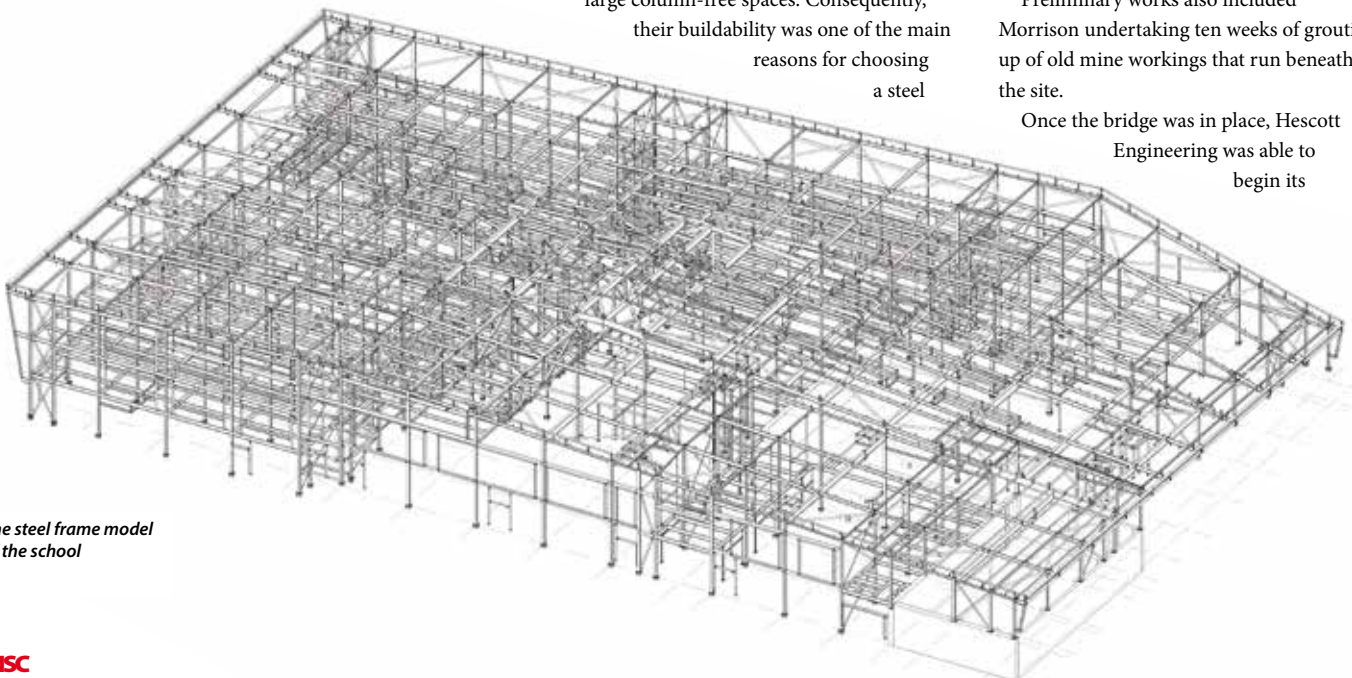 large column-free spaces. Consequently,
their buildability was one of the main
reasons for choosing
a steel
Preliminary works also included
Morrison undertaking ten weeks of grouti
up of old mine workings that run beneath
the site.
Once the bridge was in place, Hescott
Engineering was able to
begin its
e steel frame model
the school
SC